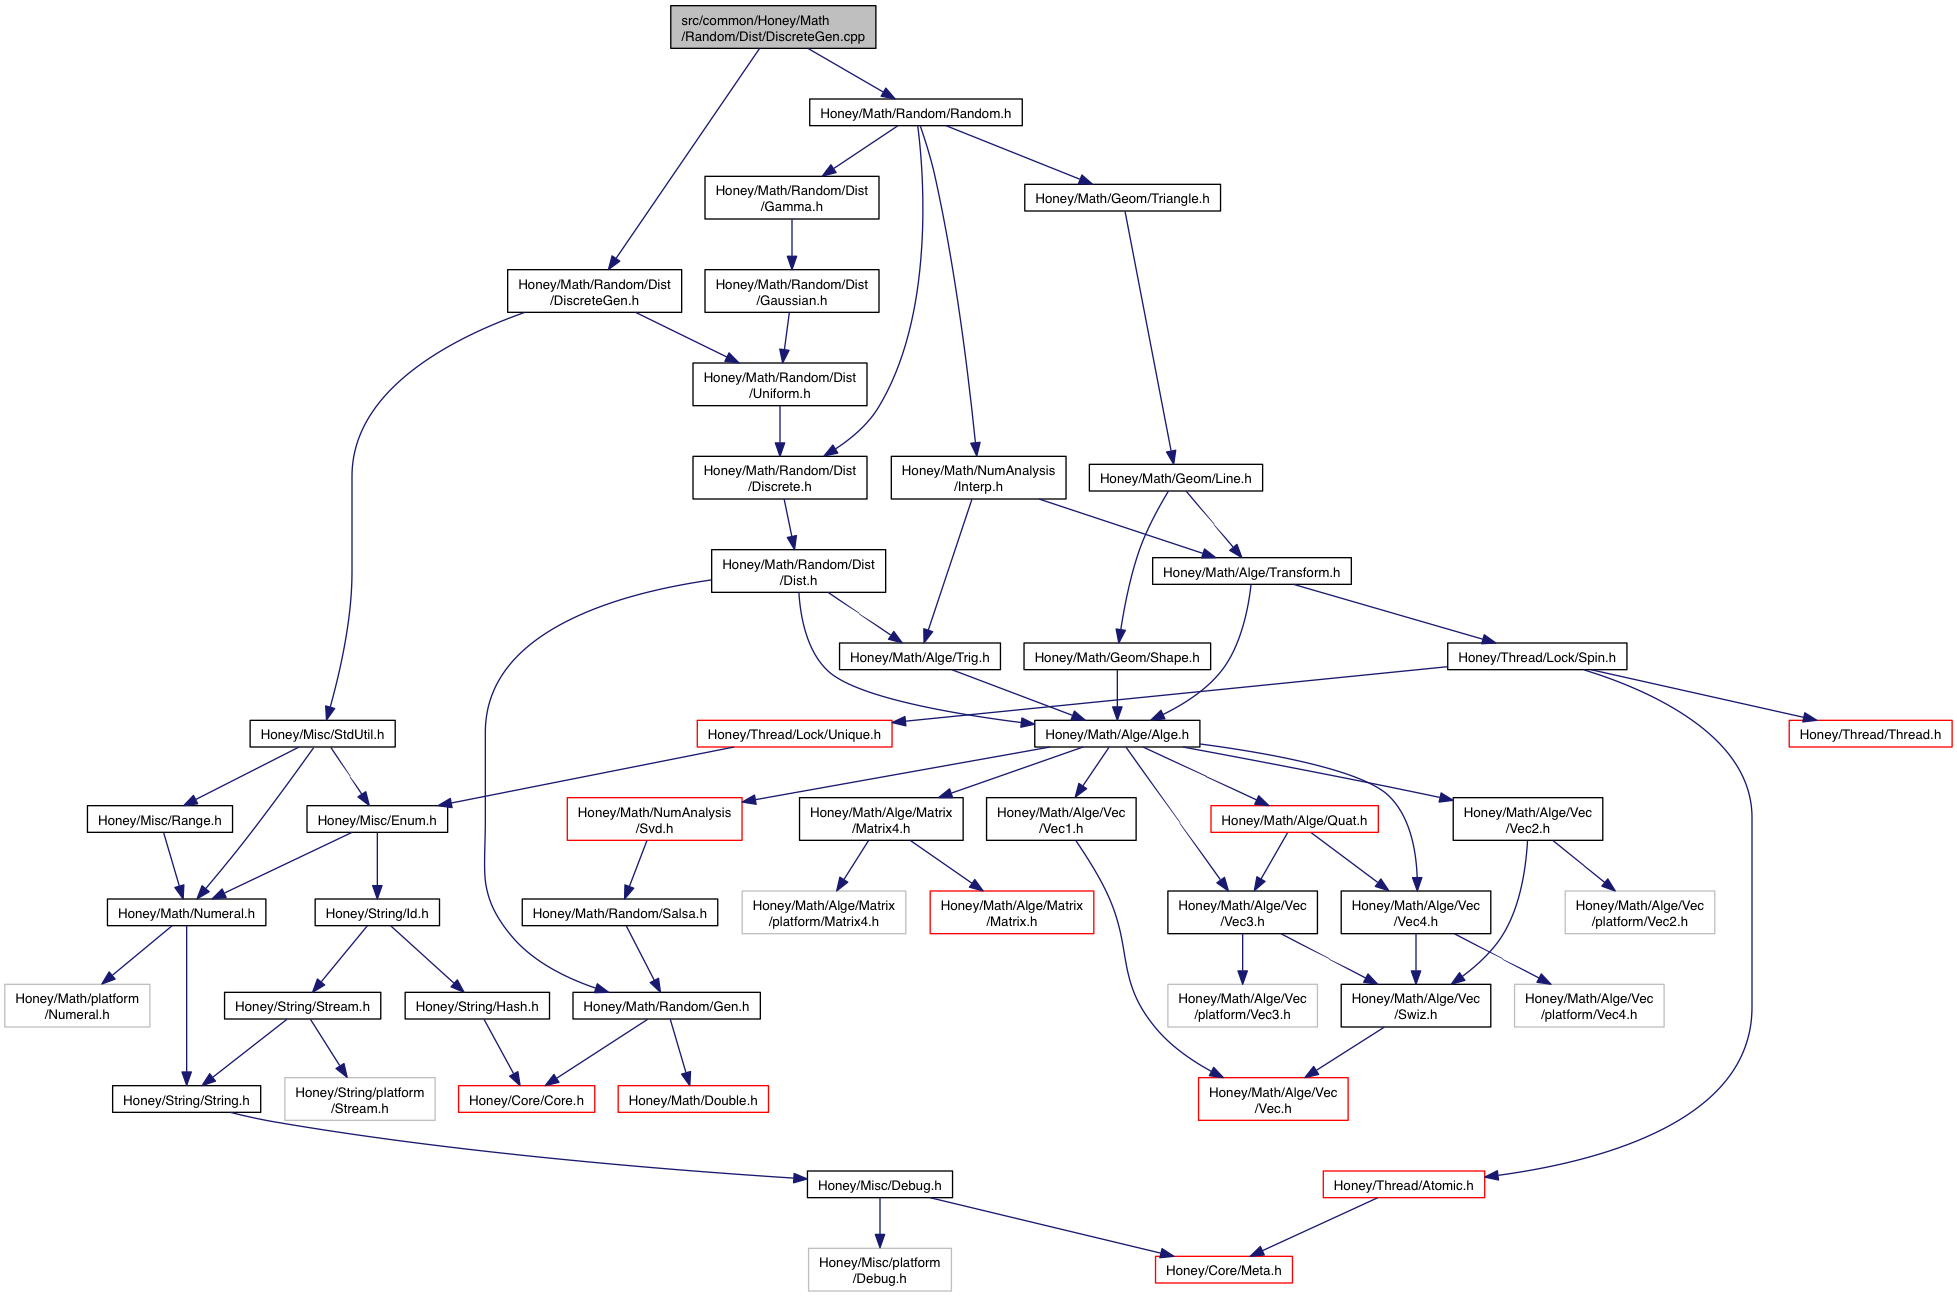 src/common/Honey/Math
/Random/Dist/DiscreteGen.cpp
Honey/Math/Random/Random.h
Honey/Math/Random/Dist
/Gamma.h
Honey/Math/Geom/Triangle.h
Honey/Math/Random/Dist
/DiscreteGen.h
Honey/Math/Random/Dist
/Gaussian.h
Honey/Math/Random/Dist
/Uniform.h
Honey/Math/Random/Dist
/Discrete.h
Honey/Math/NumAnalysis
/Interp.h
Honey/Math/Geom/Line.h
Honey/Math/Random/Dist
/Dist.h
Honey/Math/Alge/Transform.h
Honey/Math/Alge/Trig.h
Honey/Math/Geom/Shape.h
Honey/Thread/Lock/Spin.h
Honey/Misc/StdUtil.h
Honey/Thread/Lock/Unique.h
Honey/Math/Alge/Alge.h
Honey/Thread/Thread.h
Honey/Misc/Range.h
Honey/Misc/Enum.h
Honey/Math/NumAnalysis
/Svd.h
Honey/Math/Alge/Matrix
/Matrix4.h
Honey/Math/Alge/Vec
/Vec1.h
Honey/Math/Alge/Quat.h
Honey/Math/Alge/Vec
/Vec2.h
Honey/Math/Numeral.h
Honey/String/Id.h
Honey/Math/Random/Salsa.h
Honey/Math/Alge/Matrix
/platform/Matrix4.h
Honey/Math/Alge/Matrix
/Matrix.h
Honey/Math/Alge/Vec
/Vec3.h
Honey/Math/Alge/Vec
/Vec4.h
Honey/Math/Alge/Vec
/platform/Vec2.h
Honey/Math/platform
/Numeral.h
Honey/String/Stream.h
Honey/String/Hash.h
Honey/Math/Random/Gen.h
Honey/Math/Alge/Vec
/platform/Vec3.h
Honey/Math/Alge/Vec
/Swiz.h
Honey/Math/Alge/Vec
/platform/Vec4.h
Honey/String/String.h
Honey/String/platform
/Stream.h
Honey/Core/Core.h
Honey/Math/Double.h
Honey/Math/Alge/Vec
/Vec.h
Honey/Misc/Debug.h
Honey/Thread/Atomic.h
Honey/Misc/platform
/Debug.h
Honey/Core/Meta.h